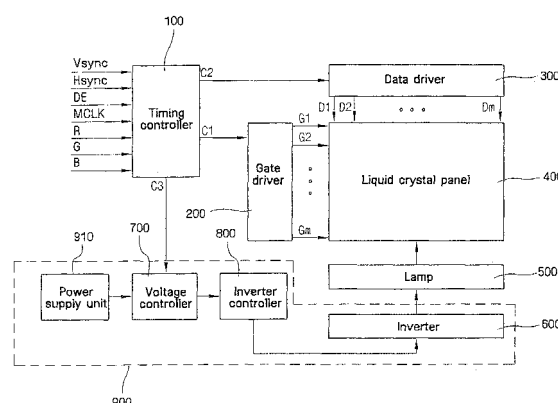 100
Vsync
Hsync
DE
MCLK
R
G
B
Timing
controller
C2
C1
C3
Data driver
300
D1 D2 Dm
G1
G2
Gm
Gate
driver
200
Liquid crystal panel
400
910
Power
supply unit
700
Voltage
controller
800
Inverter
controller
Lamp
500
Inverter
600
900